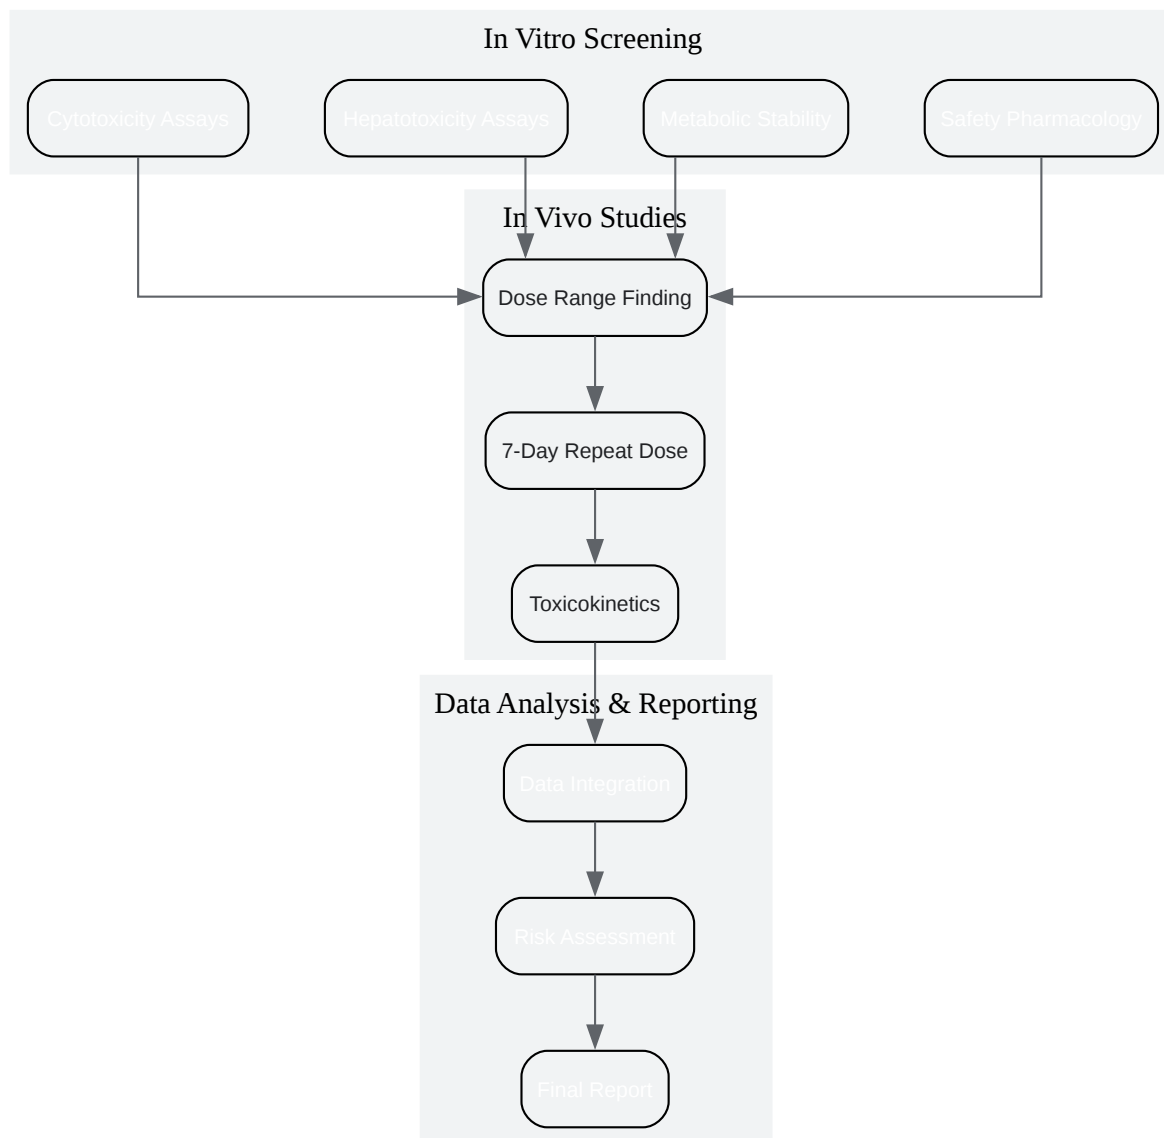 In Vitro Screening
Cytotoxicity Assays
Hepatotoxicity Assays
Metabolic Stability
Safety Pharmacology
In Vivo Studies
Dose Range Finding
7-Day Repeat Dose
Toxicokinetics
Data Analysis & Reporting
Data Integration
Risk Assessment
Final Report